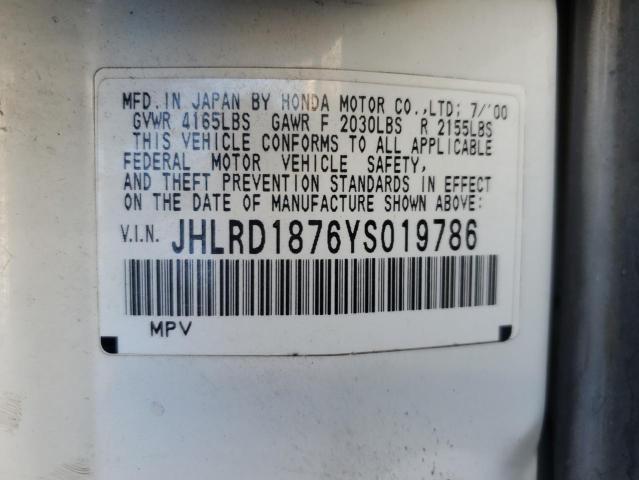 MFD. IN JAPAN BY HONDA MOTOR CO.,LTD; 7/'00
GVWR 4165LBS GAWR F 2030LBS R 2155LBS
THIS VEHICLE CONFORMS TO ALL APPLICABLE
FEDERAL MOTOR VEHICLE SAFETY,
AND THEFT PREVENTION STANDARDS IN EFFECT
ON THE DATE OF MANUFACTURE SHOWN ABOVE:
V.I.N. JHLRD1876YS019786
MPV